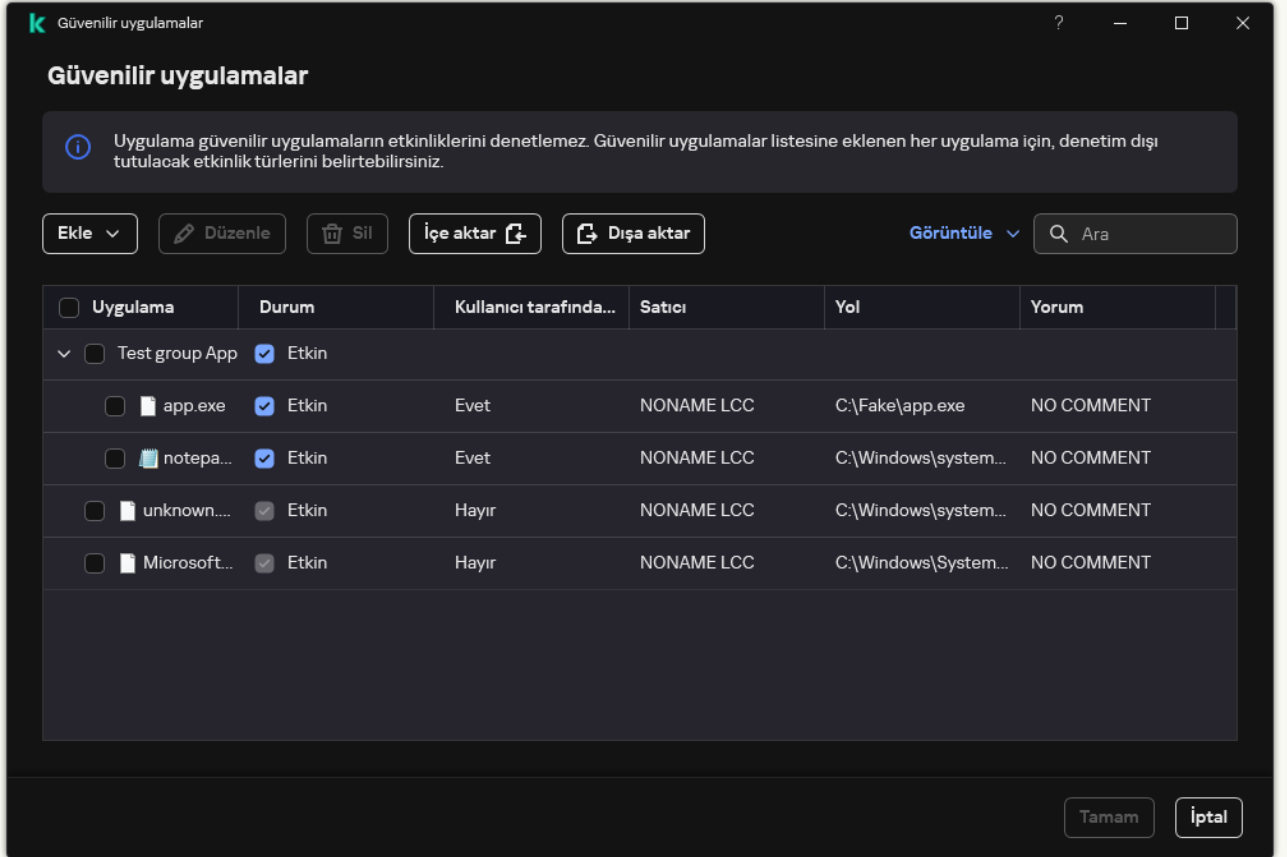 Güvenilir uygulamalar
?
Güvenilir uygulamalar
Uygulama güvenilir uygulamaların etkinliklerini denetlemez. Güvenilir uygulamalar listesine eklenen her uygulama için, denetim dışı
tutulacak etkinlik türlerini belirtebilirsiniz.
Ekle Düzenle Sil İçe aktar Dışa aktar Görüntüle Ara
Uygulama Durum Kullanıcı tarafında... Satıcı Yol Yorum
Test group App Etkin
app.exe Etkin Evet NONAME LCC C:\Fake\app.exe NO COMMENT
notepa... Etkin Evet NONAME LCC C:\Windows\system... NO COMMENT
unknown.... Etkin Hayır NONAME LCC C:\Windows\system... NO COMMENT
Microsoft... Etkin Hayır NONAME LCC C:\Windows\System... NO COMMENT
Tamam İptal